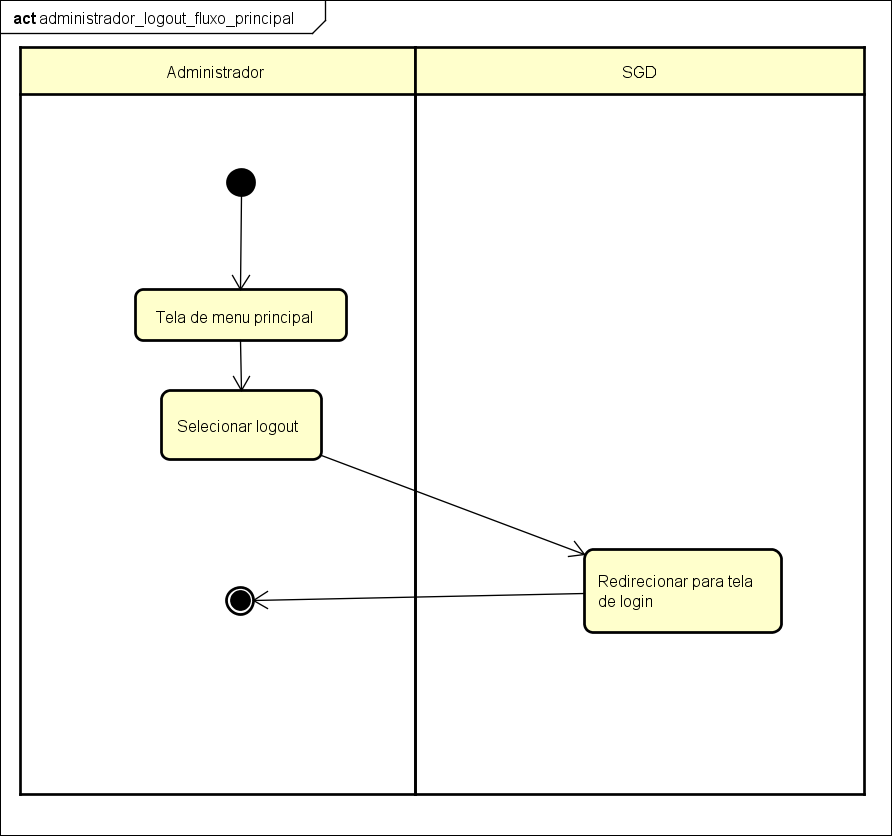 act administrador_logout_fluxo_principal
Administrador
SGD
Tela de menu principal
Selecionar logout
Redirecionar para tela
de login